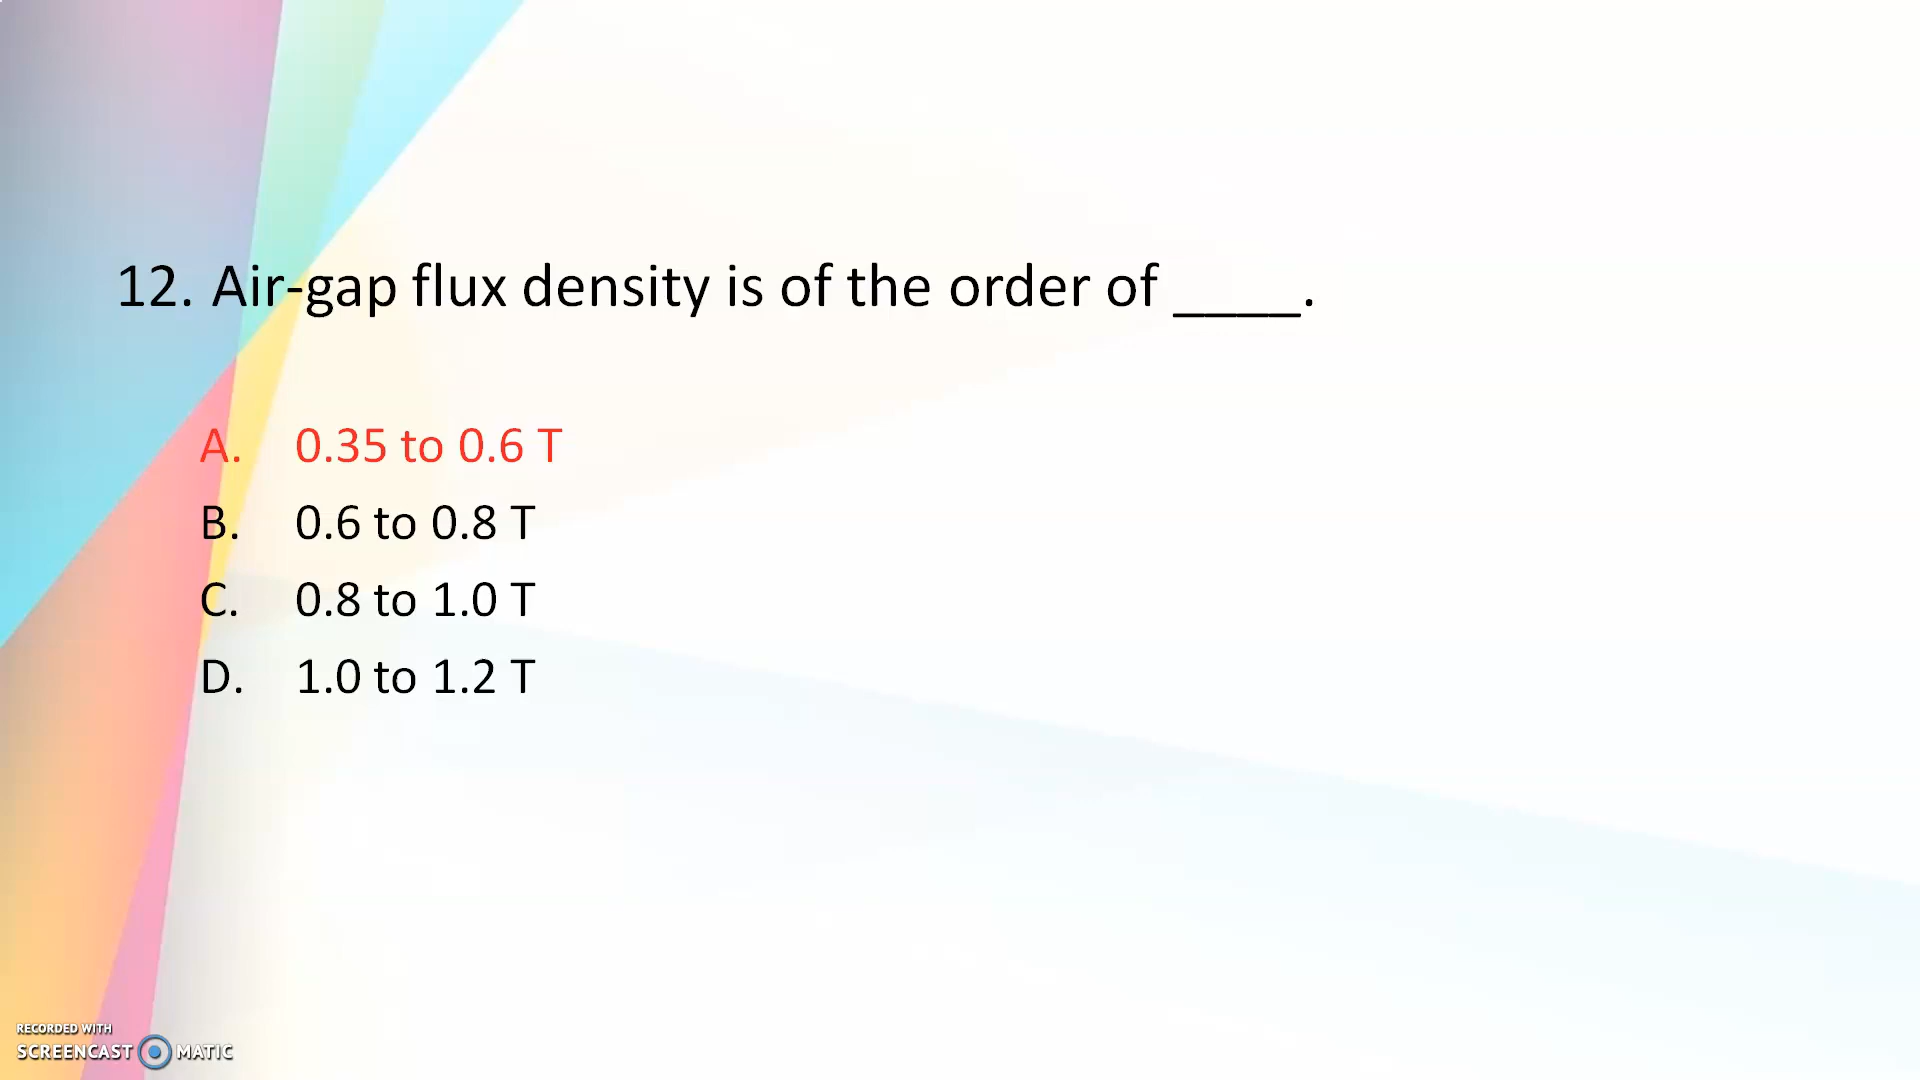 12. Air-gap flux density is of the order of ____.
A. 0.35 to 0.6 T
B. 0.6 to 0.8 T
C. 0.8 to 1.0 T
D. 1.0 to 1.2 T
RECORDED WITH
SCREENCAST MATIC